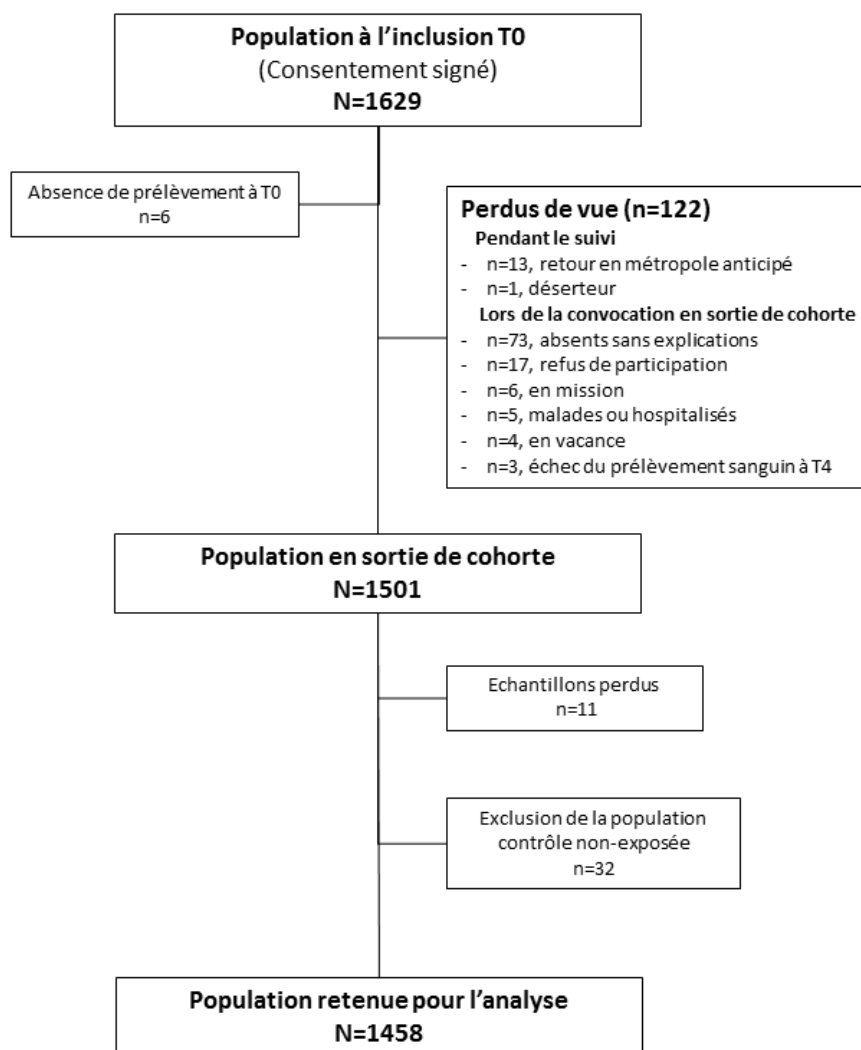 Population à l'inclusion T0
(Consentement signé)
N=1629
Absence de prélèvement à T0
n=6
Perdus de vue (n=122)
Pendant le suivi
- n=13, retour en métropole anticipé
- n=1, déserteur
Lors de la convocation en sortie de cohorte
- n=73, absents sans explications
- n=17, refus de participation
- n=6, en mission
- n=5, malades ou hospitalisés
- n=4, en vacance
- n=3, échec du prélèvement sanguin à T4
Population en sortie de cohorte
N=1501
Echantillons perdus
n=11
Exclusion de la population
contrôle non-exposée
n=32
Population retenue pour l'analyse
N=1458